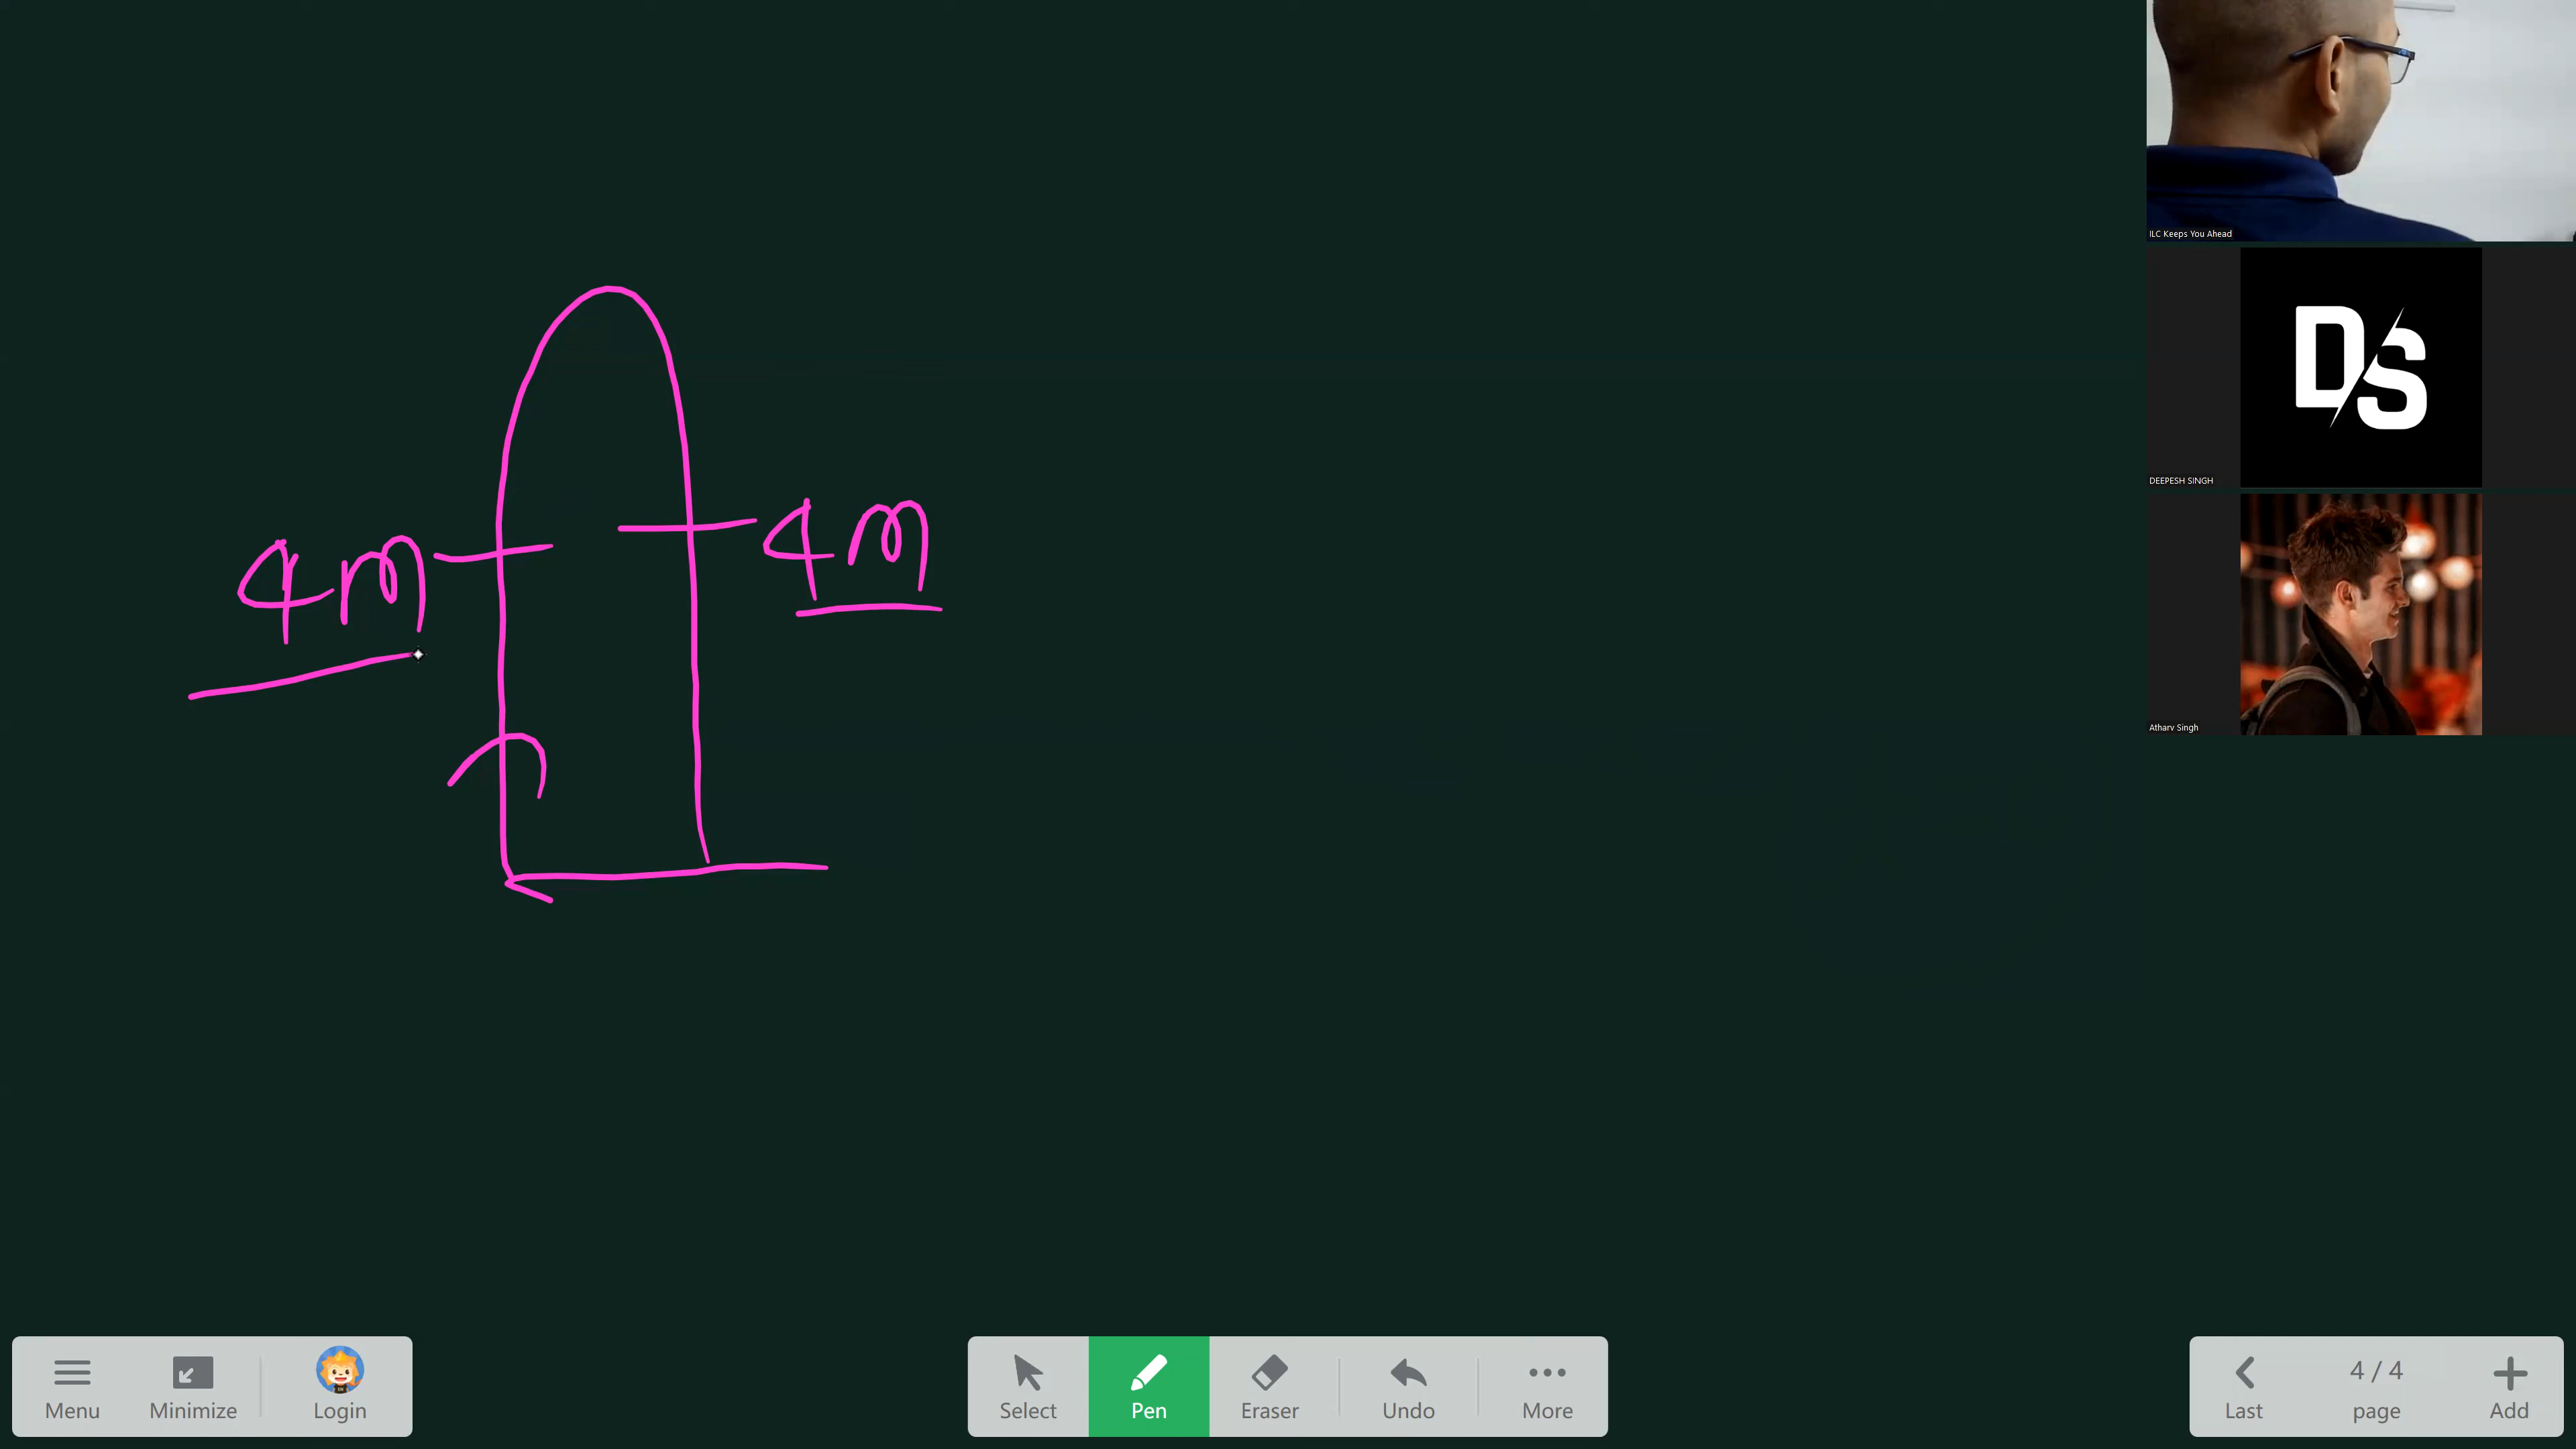 ILC Keeps You Ahead
DS
DEEPESH SINGH
4m
4m
Atharv Singh
Menu
Minimize
Login
Select
Pen
Eraser
Undo
More
Last
4 / 4
page
Add